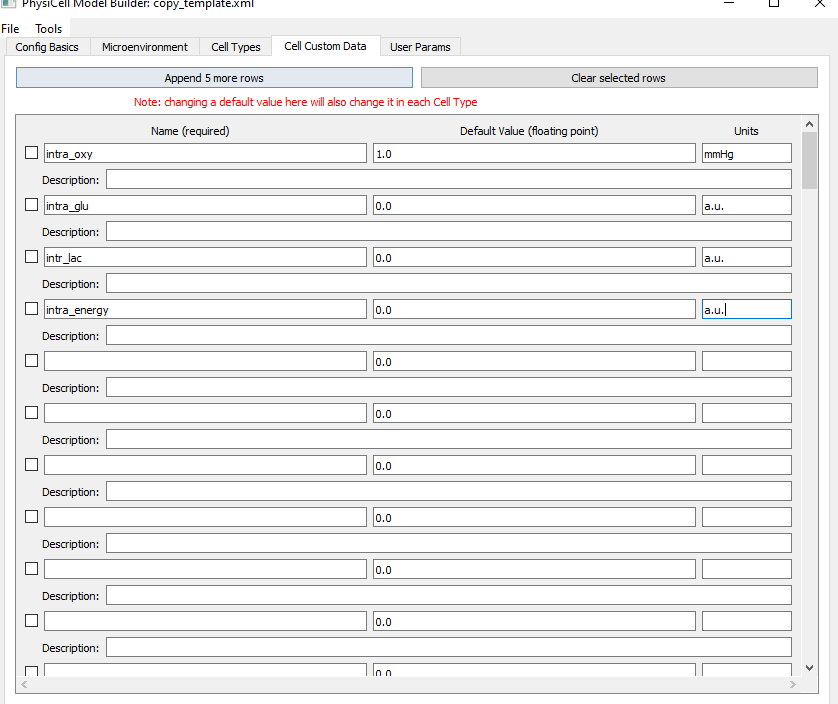 PhysiCell Model Builder: copy_template.xml
File Tools
Config Basics Microenvironment Cell Types Cell Custom Data User Params
Append 5 more rows Clear selected rows
Note: changing a default value here will also change it in each Cell Type
Name (required) Default Value (floating point) Units
intra_oxy 1.0 mmHg
Description:
intra_glu 0.0 a.u.
Description:
intr_lac 0.0 a.u.
Description:
intra_energy 0.0 a.u.
Description:
0.0
Description:
0.0
Description:
0.0
Description:
0.0
Description:
0.0
Description:
0.0
Description:
0.0